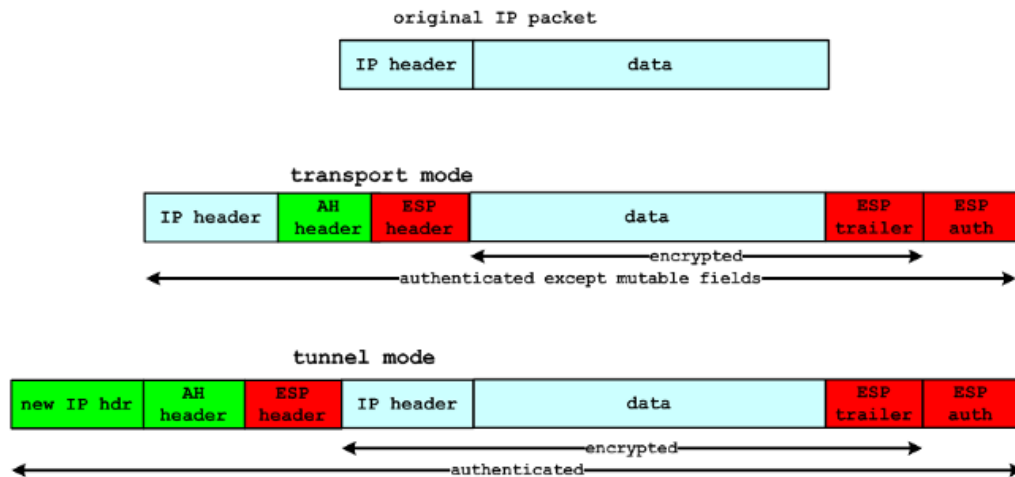 original IP packet
IP header data
transport mode
IP header AH header ESP header data ESP trailer ESP auth
encrypted
authenticated except mutable fields
tunnel mode
new IP hdr AH header ESP header IP header data ESP trailer ESP auth
encrypted
authenticated